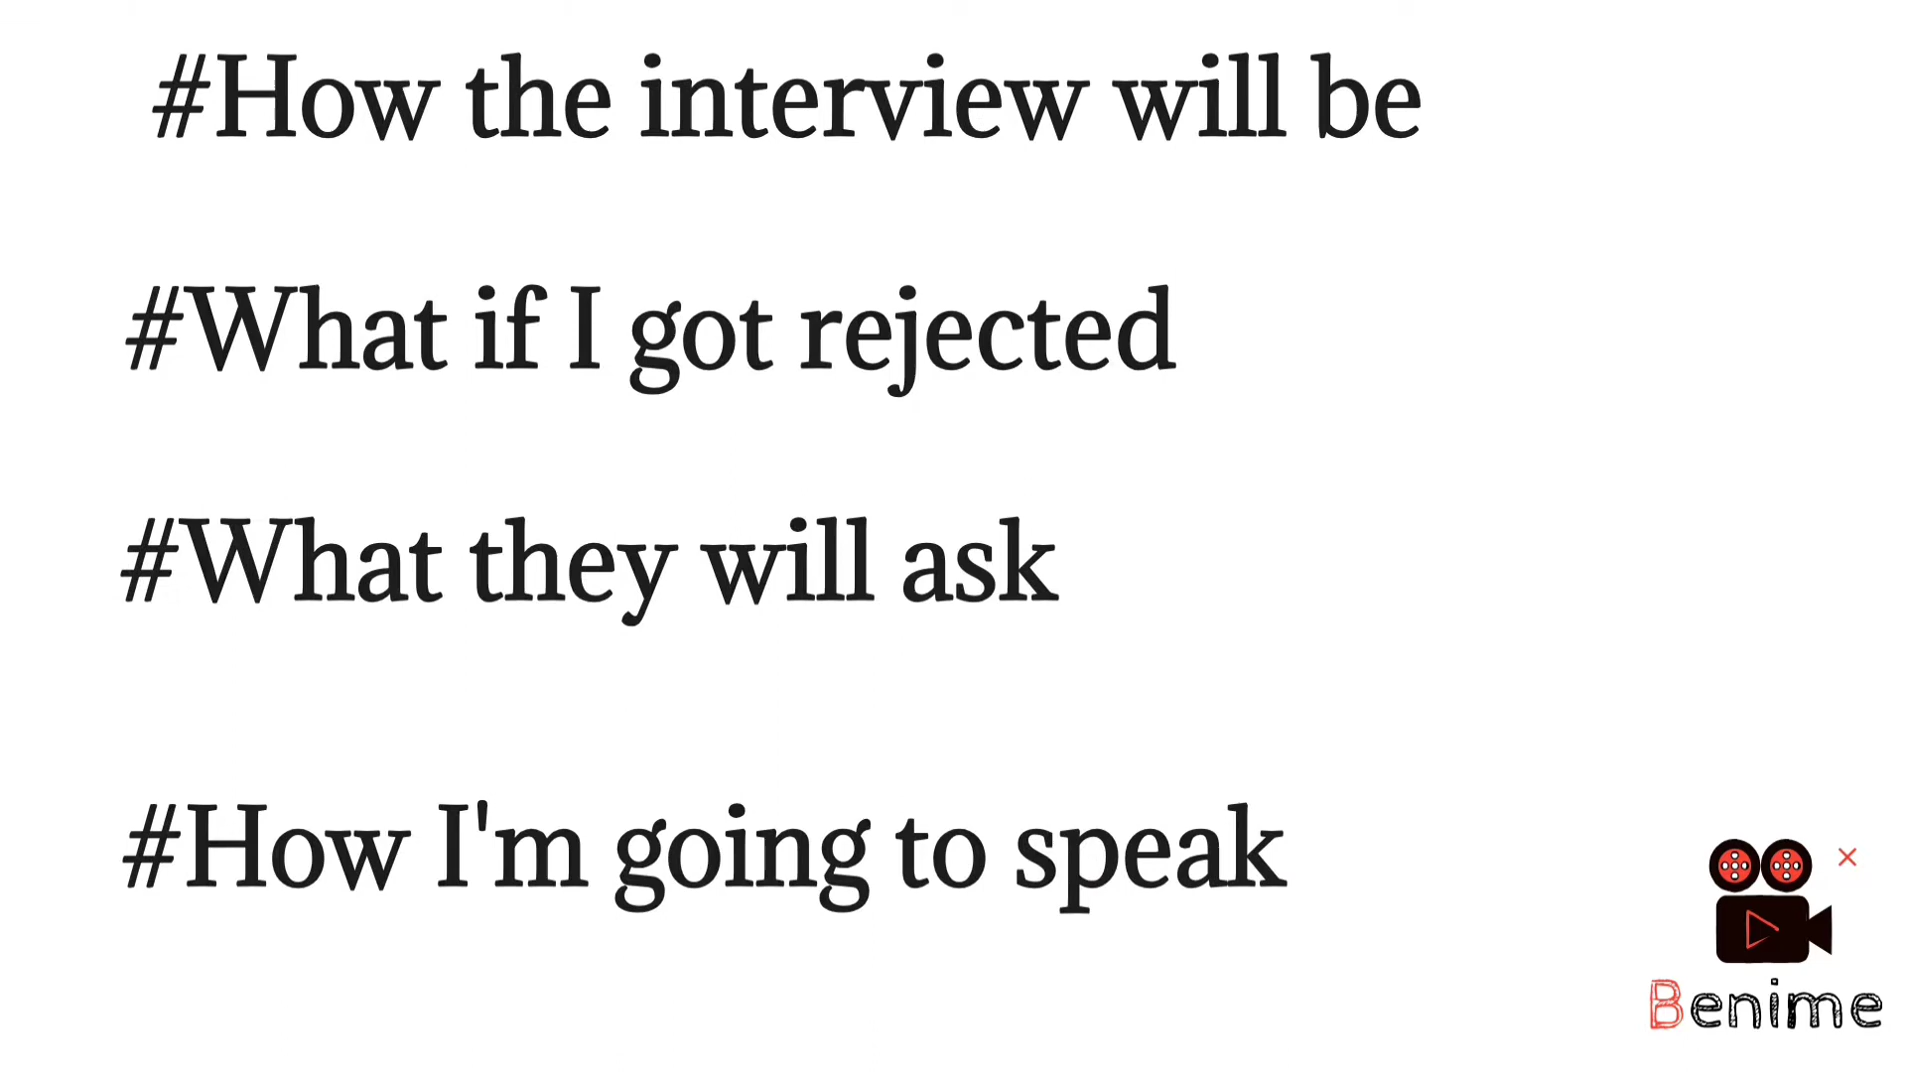 #How the interview will be
#What if I got rejected
#What they will ask
#How I'm going to speak
Benime